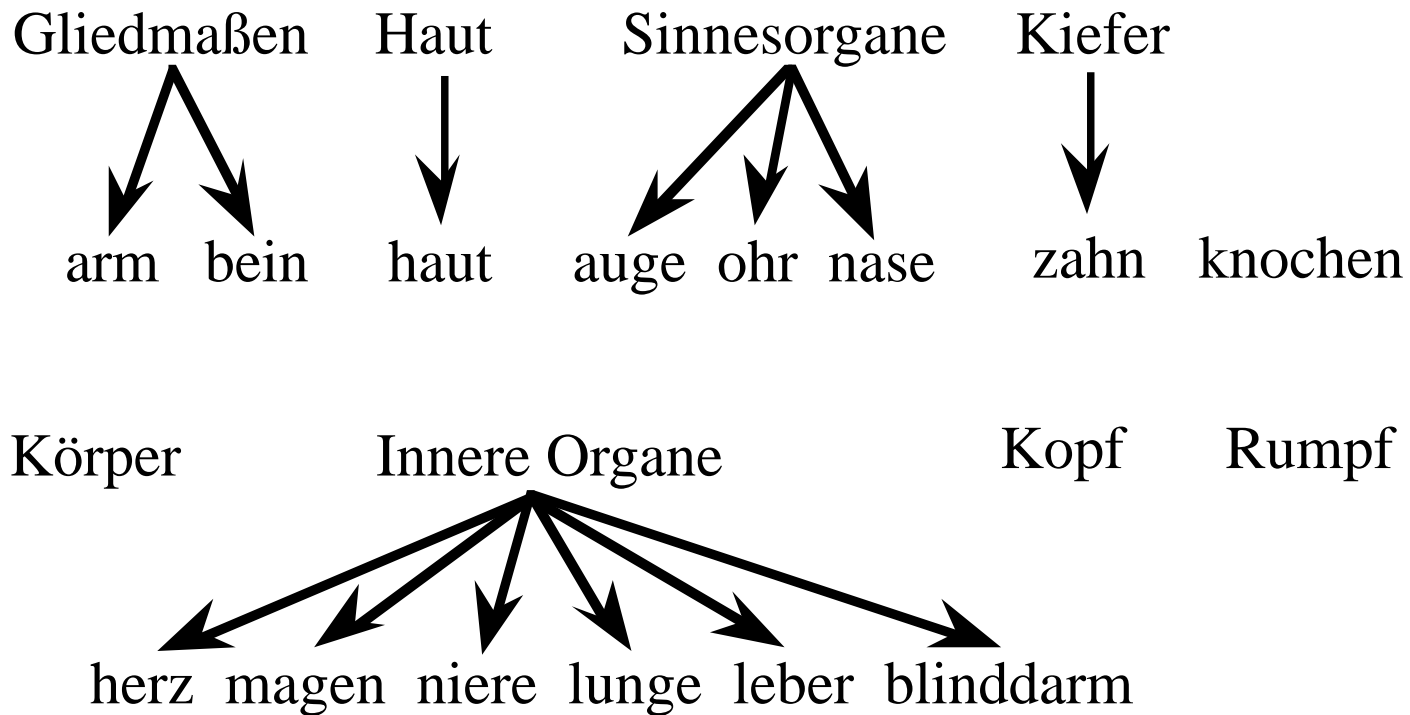 Gliedmaßen Haut Sinnesorgane Kiefer
arm bein haut auge ohr nase zahn knochen
Körper Innere Organe Kopf Rumpf
herz magen niere lunge leber blinddarm